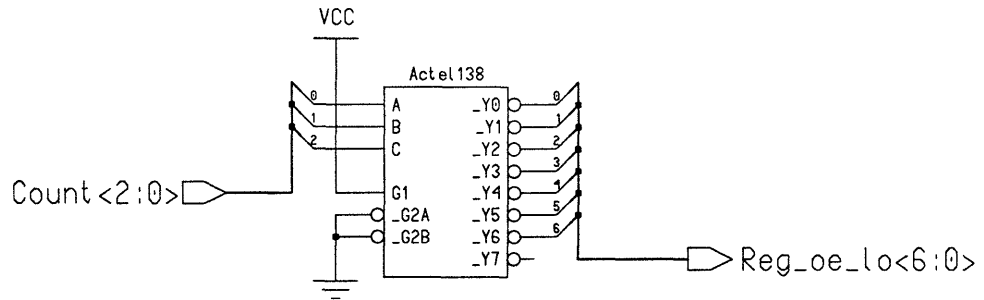 VCC
Actel138
0 A _Y0 0
1 B _Y1 1
2 C _Y2 2
_Y3 3
G1 _Y4 4
Count<2:0>
_G2A _Y5 5
_G2B _Y6 6
_Y7
Reg_oe_lo<6:0>